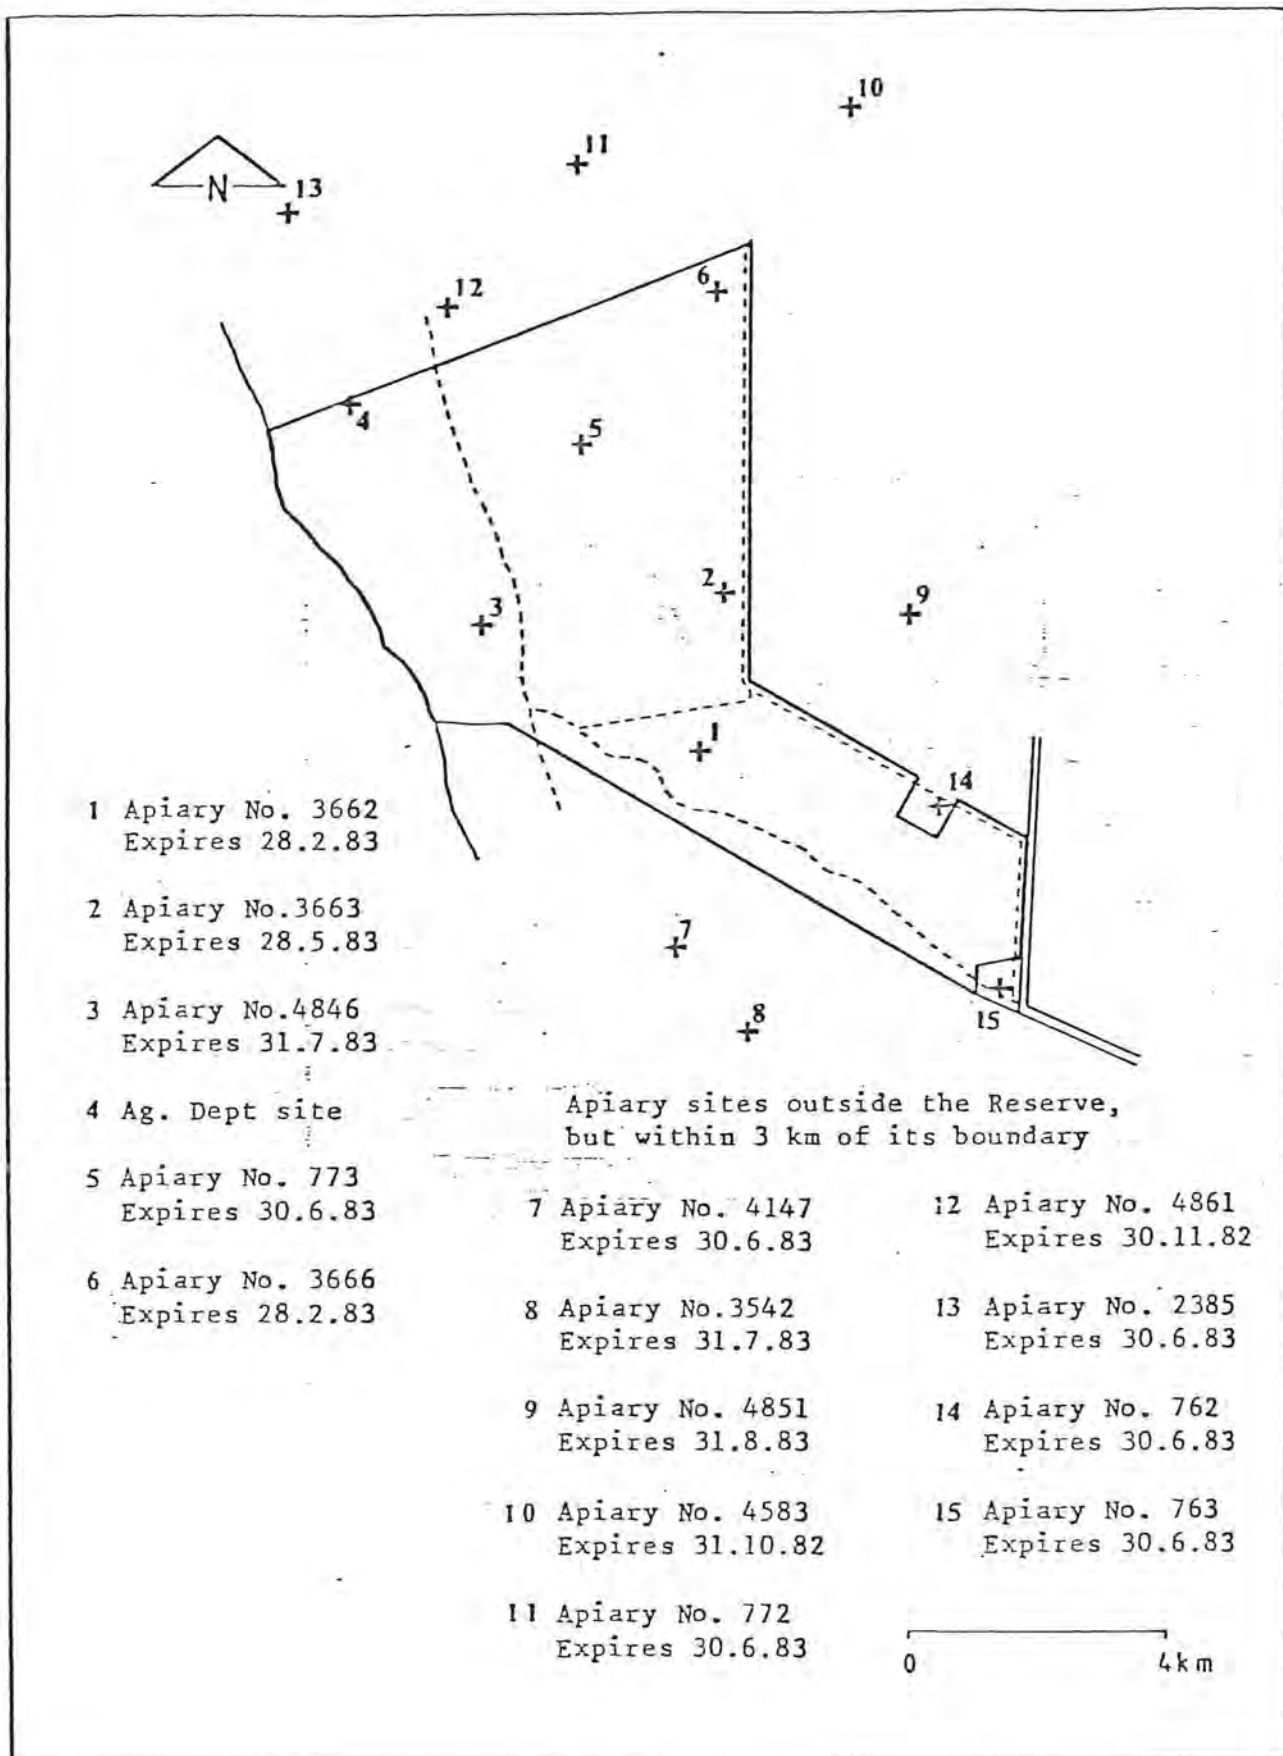 10
11
N
13
12
6
4
5
2
3
9
1
14
7
15
8
1 Apiary No. 3662
Expires 28.2.83
2 Apiary No.3663
Expires 28.5.83
3 Apiary No.4846
Expires 31.7.83
4 Ag. Dept site
5 Apiary No. 773
Expires 30.6.83
6 Apiary No. 3666
Expires 28.2.83
Apiary sites outside the Reserve,
but within 3 km of its boundary
7 Apiary No. 4147
Expires 30.6.83
8 Apiary No.3542
Expires 31.7.83
9 Apiary No. 4851
Expires 31.8.83
10 Apiary No. 4583
Expires 31.10.82
11 Apiary No. 772
Expires 30.6.83
12 Apiary No. 4861
Expires 30.11.82
13 Apiary No. 2385
Expires 30.6.83
14 Apiary No. 762
Expires 30.6.83
15 Apiary No. 763
Expires 30.6.83
0 4km